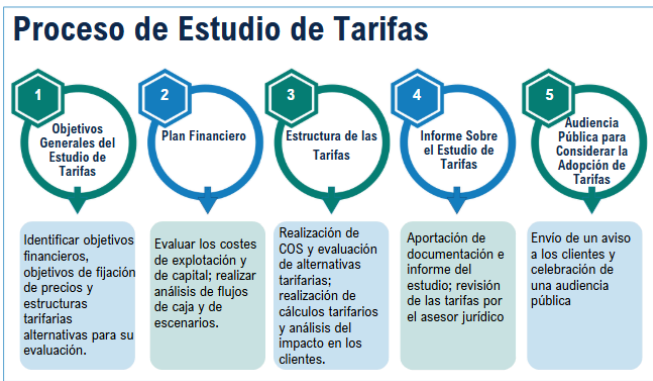 Proceso de Estudio de Tarifas
1
Objetivos
Generales del
Estudio de
Tarifas
Identificar objetivos
financieros,
objetivos de fijación
de precios y
estructuras
tarifarias
alternativas para su
evaluación.
2
Plan Financiero
Evaluar los costes
de explotación y
de capital; realizar
análisis de flujos
de caja y de
escenarios.
3
Estructura de las
Tarifas
Realización de
COS y evaluación
de alternativas
tarifarias;
realización de
cálculos tarifarios
y análisis del
impacto en los
clientes.
4
Informe Sobre
el Estudio de
Tarifas
Aportación de
documentación e
informe del
estudio; revisión
de las tarifas por
el asesor jurídico
5
Audiencia
Pública para
Considerar la
Adopción de
Tarifas
Envío de un aviso
a los clientes y
celebración de
una audiencia
pública